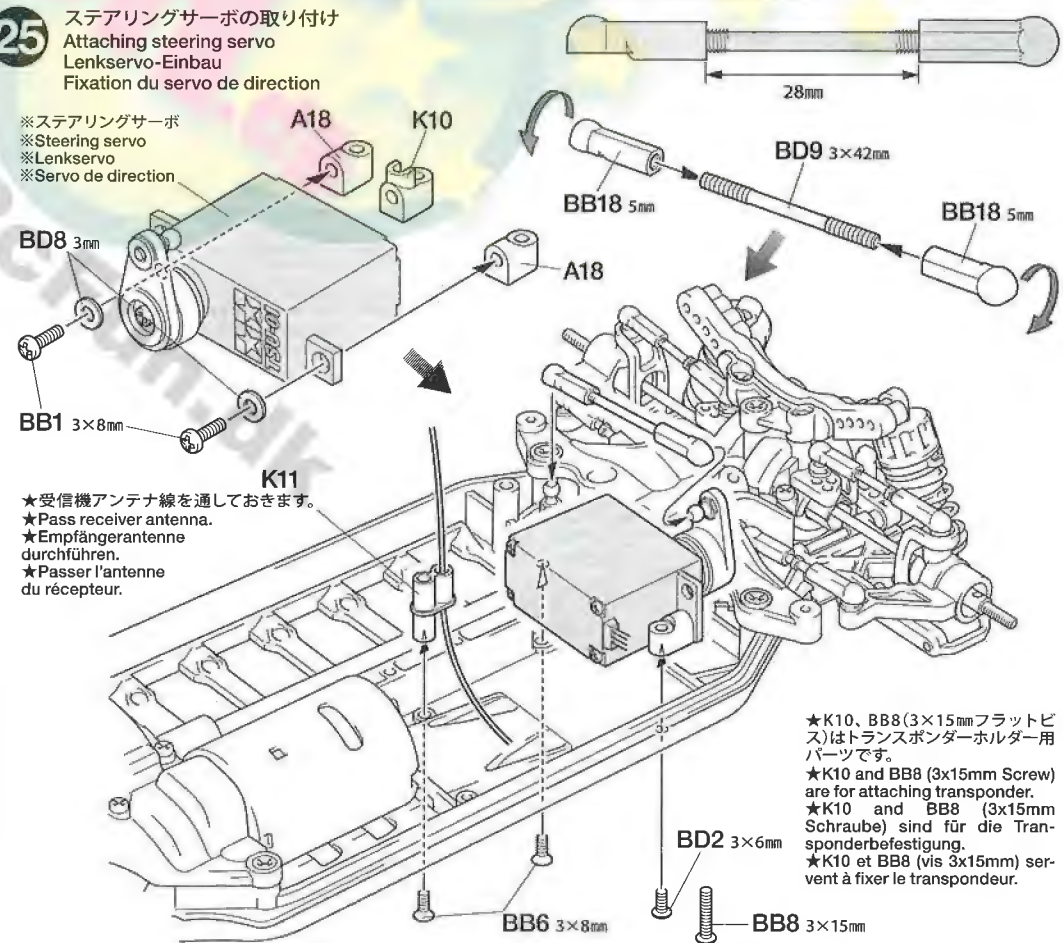 25
ステアリングサーボの取り付け
Attaching steering servo
Lenkservo-Einbau
Fixation du servo de direction
※ステアリングサーボ
※Steering servo
※Lenkservo
※Servo de direction
A18
K10
BD8 3mm
A18
BB1 3×8mm
28mm
BD9 3×42mm
BB18 5mm
BB18 5mm
K11
★受信機アンテナ線を通しておきます。
★Pass receiver antenna.
★Empfängerantenne
durchführen.
★Passer l'antenne
du récepteur.
★K10、BB8(3×15mmフラットビ
ス)はトランスポンダーホルダー用
パーツです。
★K10 and BB8 (3x15mm Screw)
are for attaching transponder.
★K10 and BB8 (3x15mm
Schraube) sind für die Tran-
sponderbefestigung.
★K10 et BB8 (vis 3x15mm) ser-
vent à fixer le transpondeur.
BD2 3×6mm
BB6 3×8mm
BB8 3×15mm